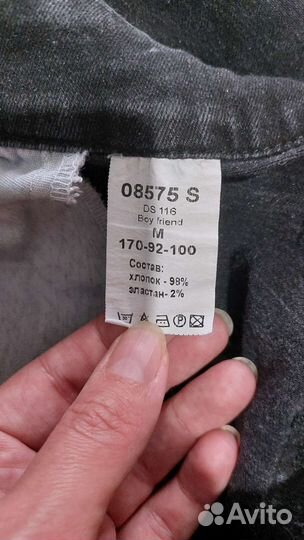 08575 S
DS 116
Boy friend
M
170-92-100
Состав:
хлопок - 98%
эластан- 2%
Avito